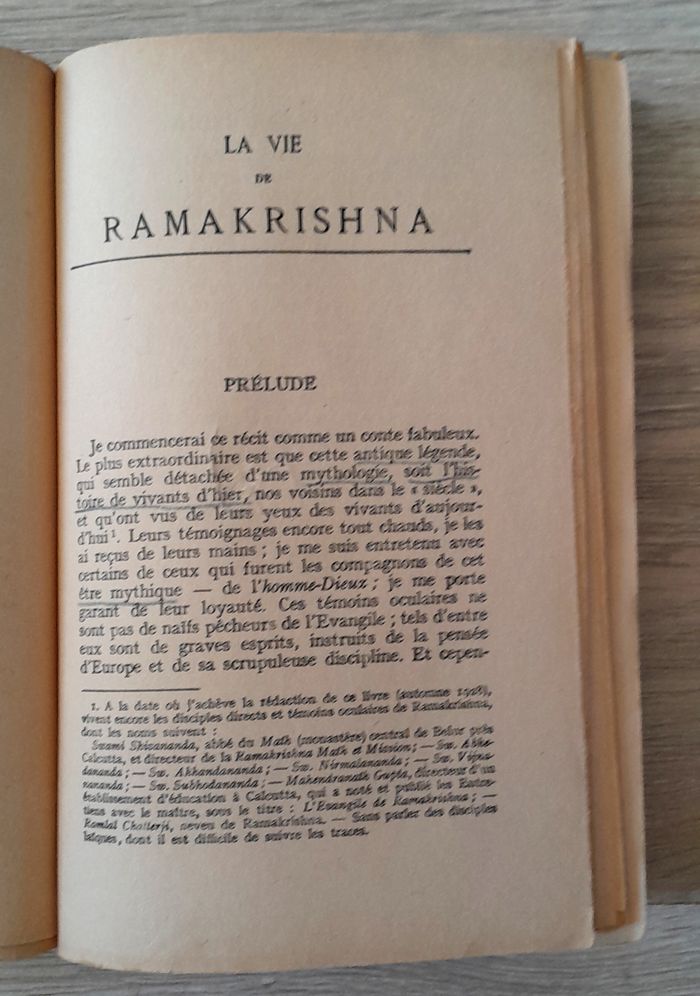 LA VIE
DE
RAMAKRISHNA
PRÉLUDE
Je commencerai ce récit comme un conte fabuleux.
Le plus extraordinaire est que cette antique légende,
qui semble détachée d'une mythologie, soit l'his-
toire de vivants d'hier, nos voisins dans le « siècle »,
et qu'ont vus de leurs yeux des vivants d'aujour-
d'hui¹. Leurs témoignages encore tout chauds, je les
ai reçus de leurs mains ; je me suis entretenu avec
certains de ceux qui furent les compagnons de cet
être mythique — de l'homme-Dieux ; je me porte
garant de leur loyauté. Ces témoins oculaires ne
sont pas de naïfs pêcheurs de l'Evangile ; tels d'entre
eux sont de graves esprits, instruits de la pensée
d'Europe et de sa scrupuleuse discipline. Et cepen-
1. A la date où j'achève la rédaction de ce livre (automne 1928),
vivent encore les disciples directs et témoins oculaires de Ramakrishna,
dont les noms suivent :
Swami Shivananda, abbé du Math (monastère) central de Belur près
Calcutta, et directeur de la Ramakrishna Math et Mission ; — Sw. Abhe-
dananda ; — Sw. Akhandananda ; — Sw. Nirmalananda ; — Sw. Vijna-
nananda ; — Sw. Subhodananda ; — Mahendranath Gupta, directeur d'un
établissement d'éducation à Calcutta, qui a noté et publié les Entre-
tiens avec le maître, sous le titre : L'Evangile de Ramakrishna ; —
Ramlal Chatterji, neveu de Ramakrishna. — Sans parler des disciples
laïques, dont il est difficile de suivre les traces.